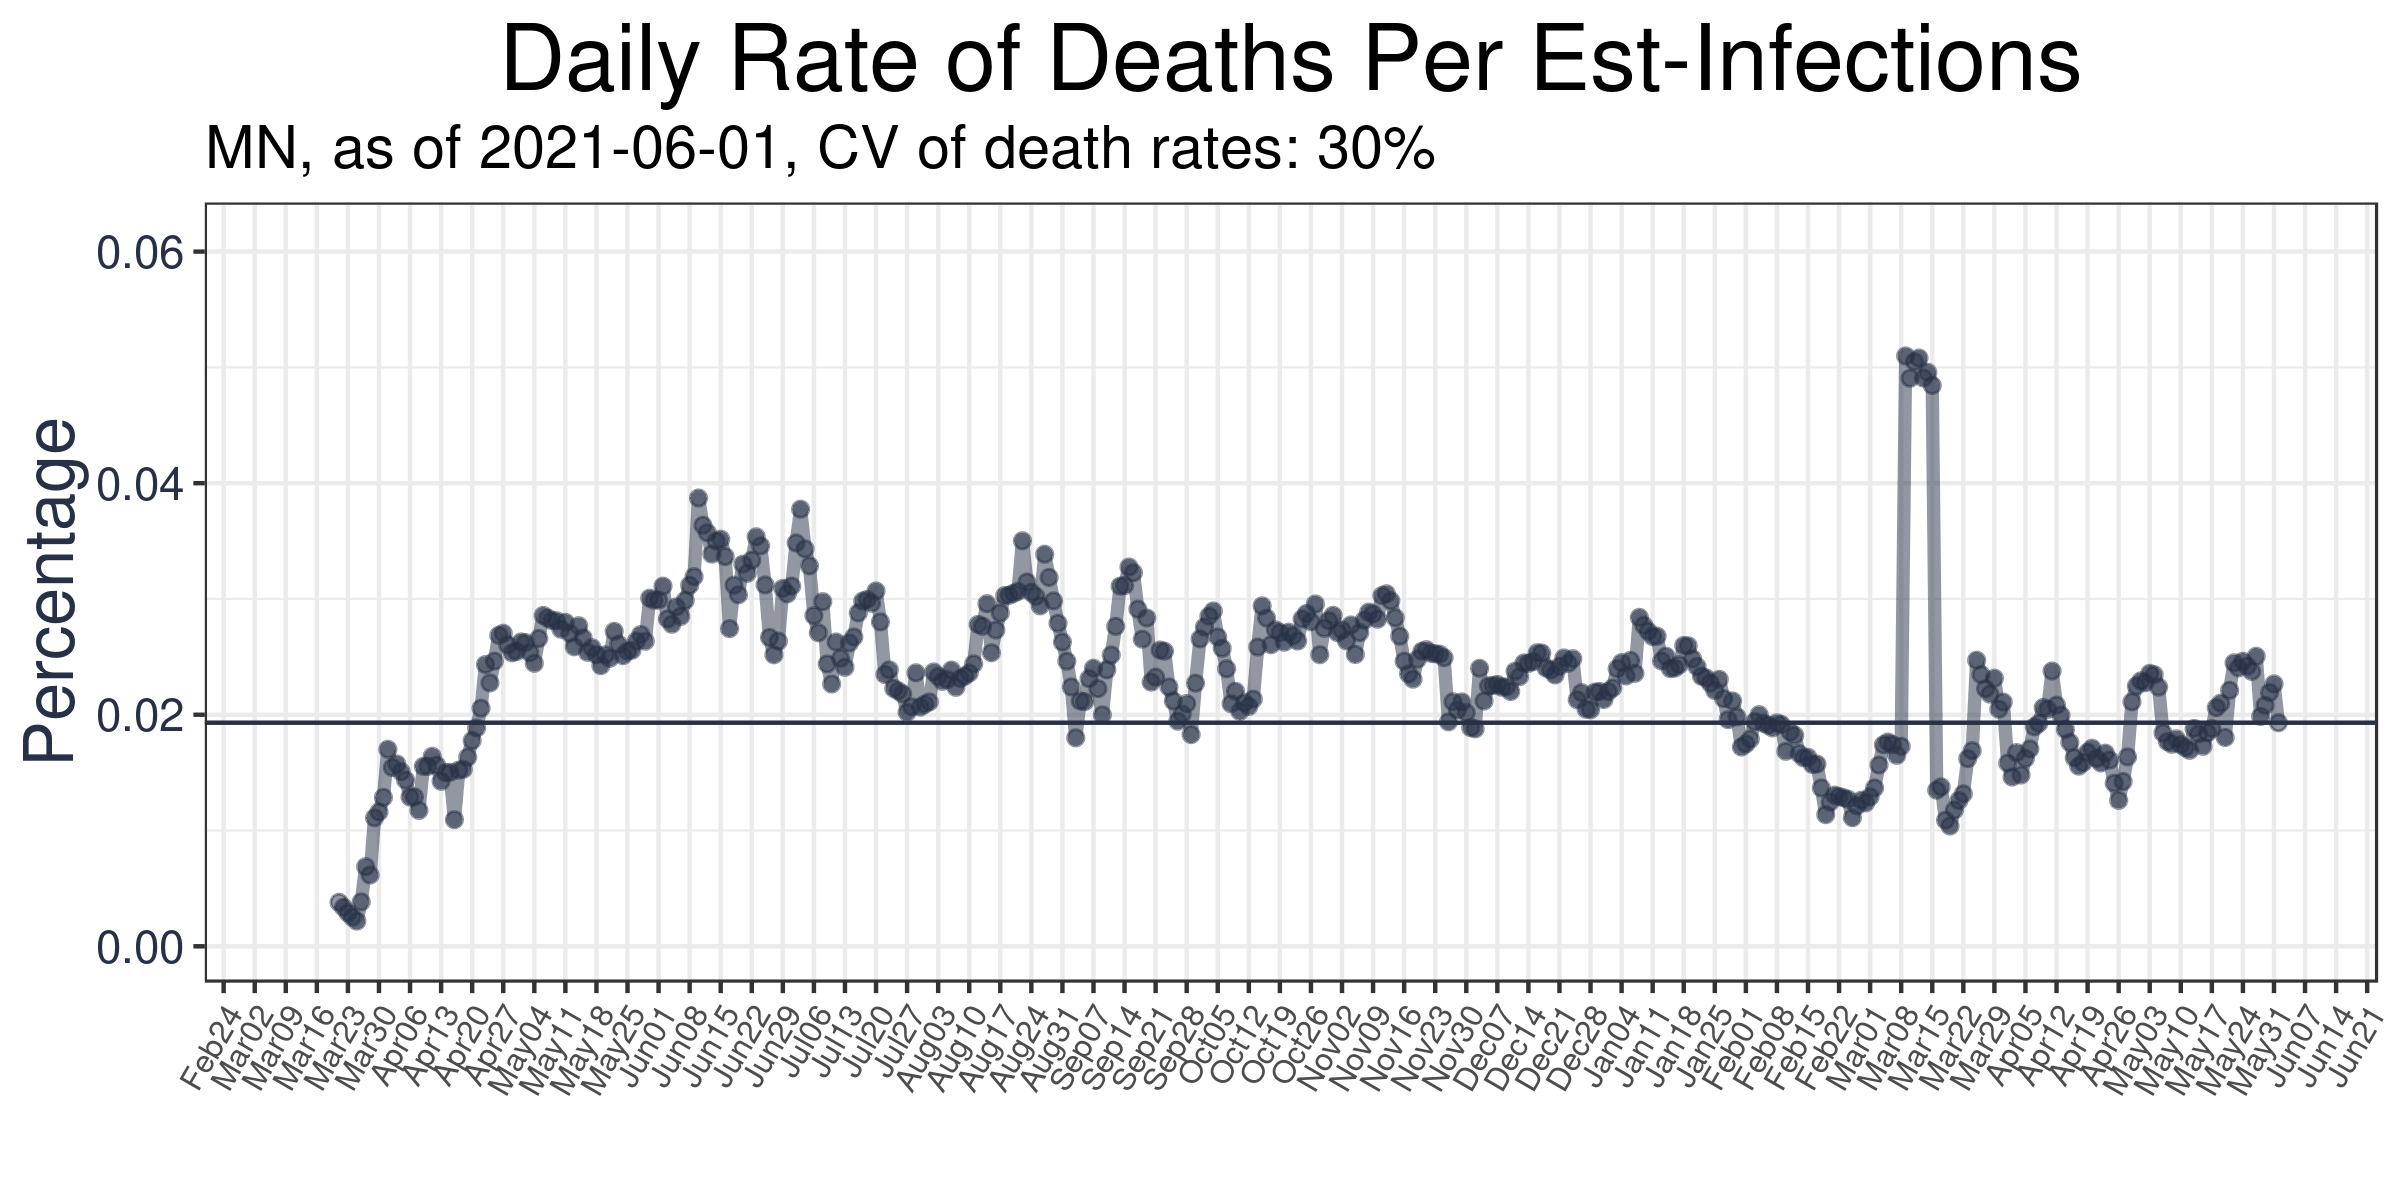 Daily Rate of Deaths Per Est-Infections
MN, as of 2021-06-01, CV of death rates: 30%
Percentage
0.06
0.04
0.02
0.00
Feb24
Mar02
Mar09
Mar16
Mar23
Mar30
Apr06
Apr13
Apr20
Apr27
May04
May11
May18
May25
Jun01
Jun08
Jun15
Jun22
Jun29
Jul06
Jul13
Jul20
Jul27
Aug03
Aug10
Aug17
Aug24
Aug31
Sep07
Sep14
Sep21
Sep28
Oct05
Oct12
Oct19
Oct26
Nov02
Nov09
Nov16
Nov23
Nov30
Dec07
Dec14
Dec21
Dec28
Jan04
Jan11
Jan18
Jan25
Feb01
Feb08
Feb15
Feb22
Mar01
Mar08
Mar15
Mar22
Mar29
Apr05
Apr12
Apr19
Apr26
May03
May10
May17
May24
May31
Jun07
Jun14
Jun21